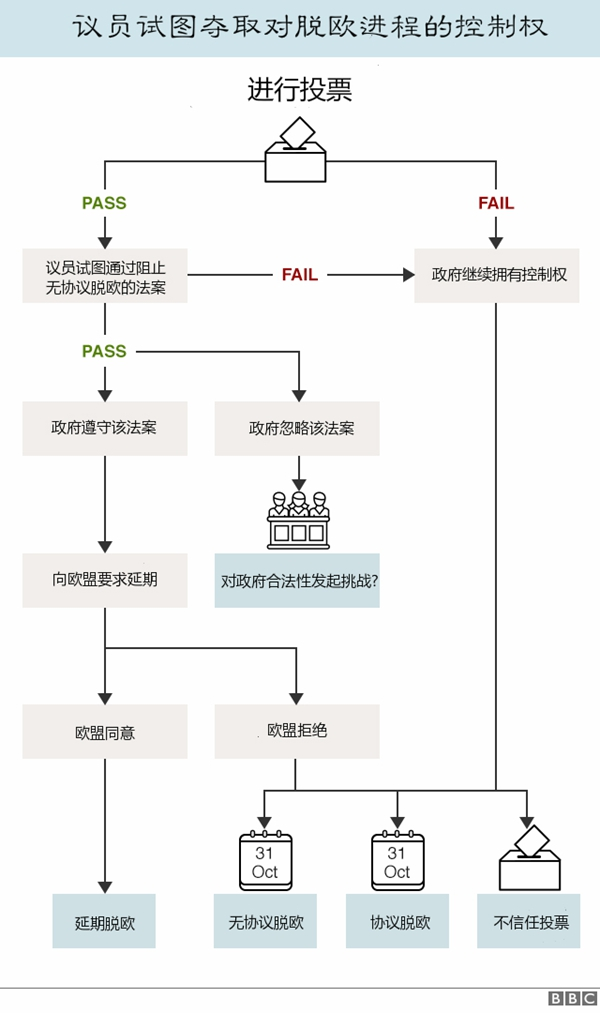 议员试图夺取对脱欧进程的控制权
进行投票
PASS
FAIL
议员试图通过阻止
无协议脱欧的法案
FAIL
政府继续拥有控制权
PASS
政府遵守该法案
政府忽略该法案
向欧盟要求延期
对政府合法性发起挑战?
欧盟同意
欧盟拒绝
31
Oct
31
Oct
延期脱欧
无协议脱欧
协议脱欧
不信任投票
BBC